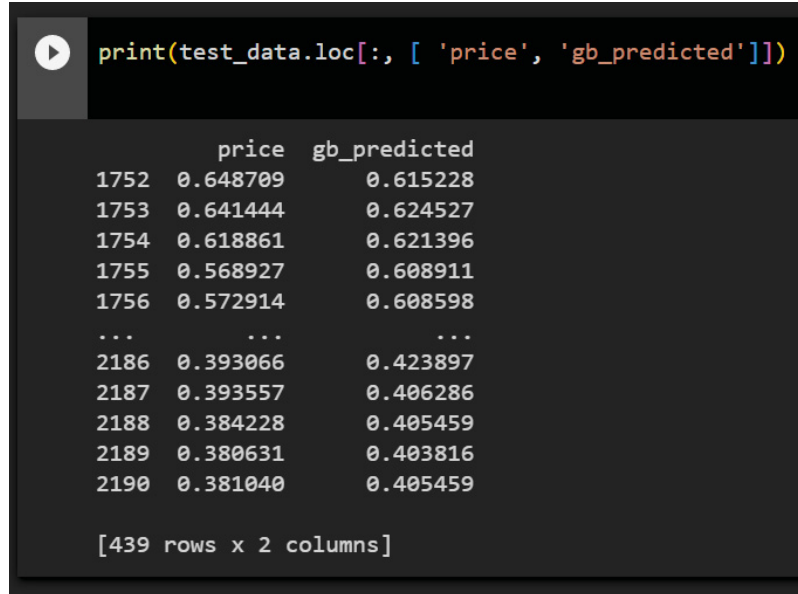 print(test_data.loc[:, [ 'price', 'gb_predicted']])
price gb_predicted
1752 0.648709 0.615228
1753 0.641444 0.624527
1754 0.618861 0.621396
1755 0.568927 0.608911
1756 0.572914 0.608598
... ... ...
2186 0.393066 0.423897
2187 0.393557 0.406286
2188 0.384228 0.405459
2189 0.380631 0.403816
2190 0.381040 0.405459
[439 rows x 2 columns]